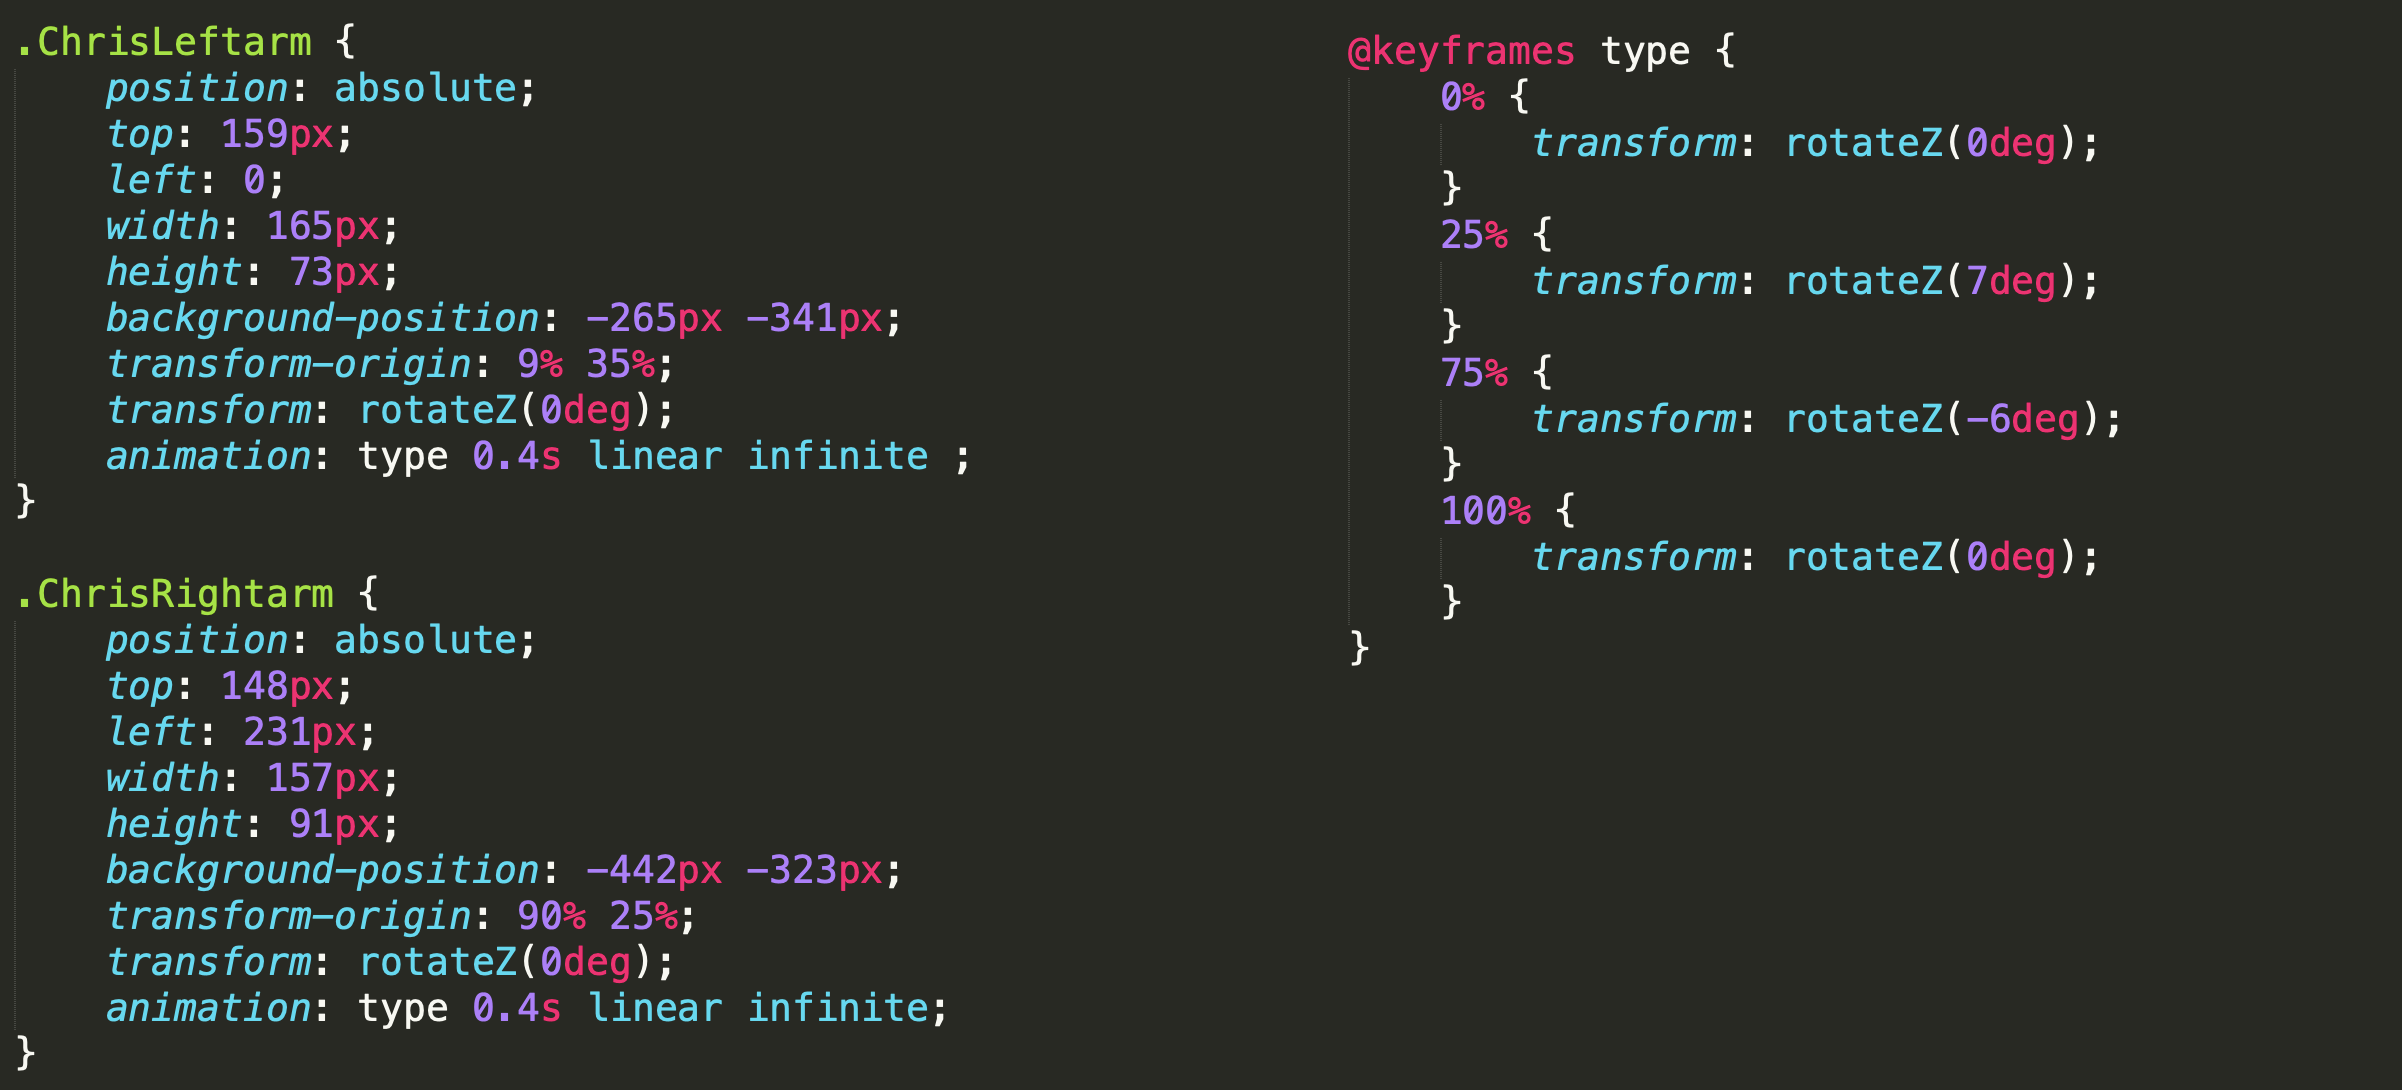 .ChrisLeftarm {
    position: absolute;
    top: 159px;
    left: 0;
    width: 165px;
    height: 73px;
    background-position: -265px -341px;
    transform-origin: 9% 35%;
    transform: rotateZ(0deg);
    animation: type 0.4s linear infinite ;
}

.ChrisRightarm {
    position: absolute;
    top: 148px;
    left: 231px;
    width: 157px;
    height: 91px;
    background-position: -442px -323px;
    transform-origin: 90% 25%;
    transform: rotateZ(0deg);
    animation: type 0.4s linear infinite;
}

@keyframes type {
    0% {
        transform: rotateZ(0deg);
    }
    25% {
        transform: rotateZ(7deg);
    }
    75% {
        transform: rotateZ(-6deg);
    }
    100% {
        transform: rotateZ(0deg);
    }
}